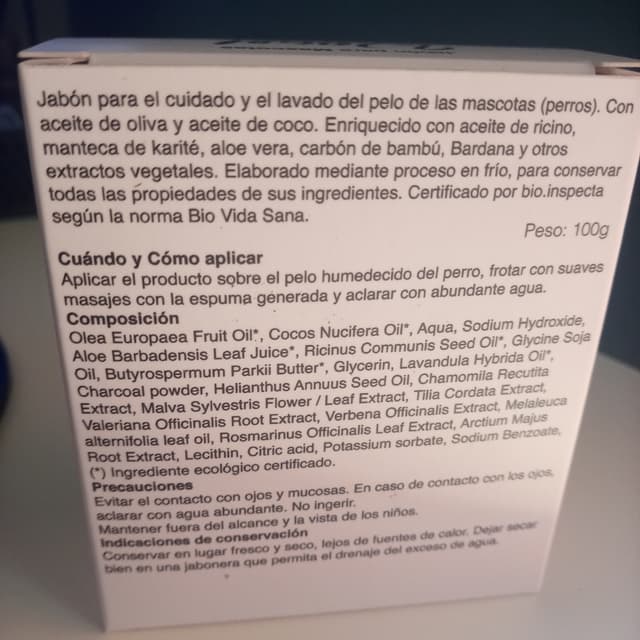 Jabón para el cuidado y el lavado del pelo de las mascotas (perros). Con
aceite de oliva y aceite de coco. Enriquecido con aceite de ricino,
manteca de karité, aloe vera, carbón de bambú, Bardana y otros
extractos vegetales. Elaborado mediante proceso en frío, para conservar
todas las propiedades de sus ingredientes. Certificado por bio.inspecta
según la norma Bio Vida Sana.
Peso: 100g
Cuándo y Cómo aplicar
Aplicar el producto sobre el pelo humedecido del perro, frotar con suaves
masajes con la espuma generada y aclarar con abundante agua.
Composición
Olea Europaea Fruit Oil*, Cocos Nucifera Oil*, Aqua, Sodium Hydroxide,
Aloe Barbadensis Leaf Juice*, Ricinus Communis Seed Oil*, Glycine Soja
Oil, Butyrospermum Parkii Butter*, Glycerin, Lavandula Hybrida Oil*,
Charcoal powder, Helianthus Annuus Seed Oil, Chamomila Recutita
Extract, Malva Sylvestris Flower / Leaf Extract, Tilia Cordata Extract,
Valeriana Officinalis Root Extract, Verbena Officinalis Extract, Melaleuca
alternifolia leaf oil, Rosmarinus Officinalis Leaf Extract, Arctium Majus
Root Extract, Lecithin, Citric acid, Potassium sorbate, Sodium Benzoate,
(*) Ingrediente ecológico certificado.
Precauciones
Evitar el contacto con ojos y mucosas. En caso de contacto con los ojos,
aclarar con agua abundante. No ingerir.
Mantener fuera del alcance y la vista de los niños.
Indicaciones de conservación
Conservar en lugar fresco y seco, lejos de fuentes de calor. Dejar secar
bien en una jabonera que permita el drenaje del exceso de agua.